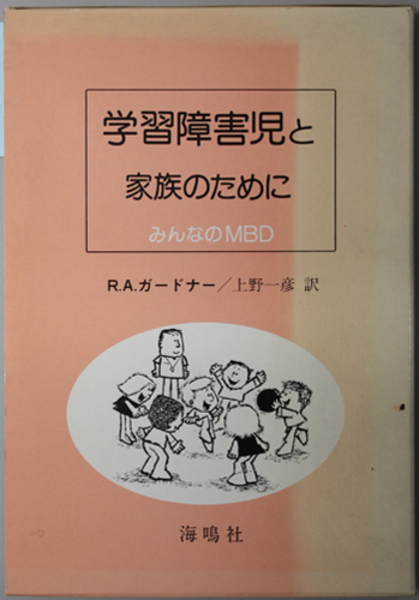 学習障害児と
家族のために
みんなのMBD
R.A.ガードナー/上野一彦 訳
海鳴社